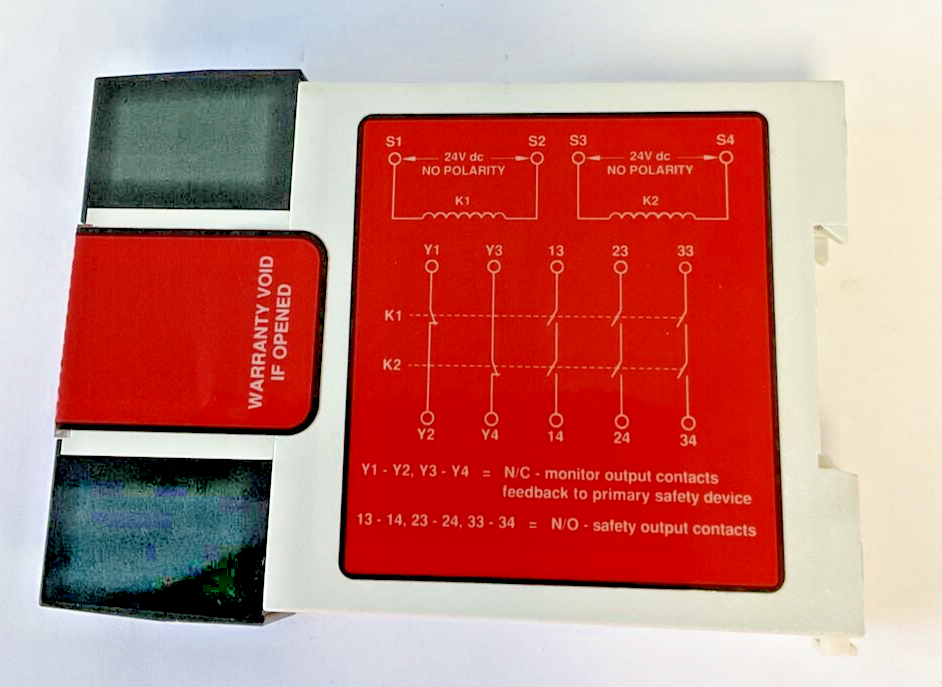 S1 S2 S3 S4
24V dc 24V dc
NO POLARITY NO POLARITY
K1 K2
Y1 Y3 13 23 33
K1
K2
Y2 Y4 14 24 34
Y1 - Y2, Y3 - Y4 = N/C - monitor output contacts
feedback to primary safety device
13 - 14, 23 - 24, 33 - 34 = N/O - safety output contacts
WARRANTY VOID
IF OPENED